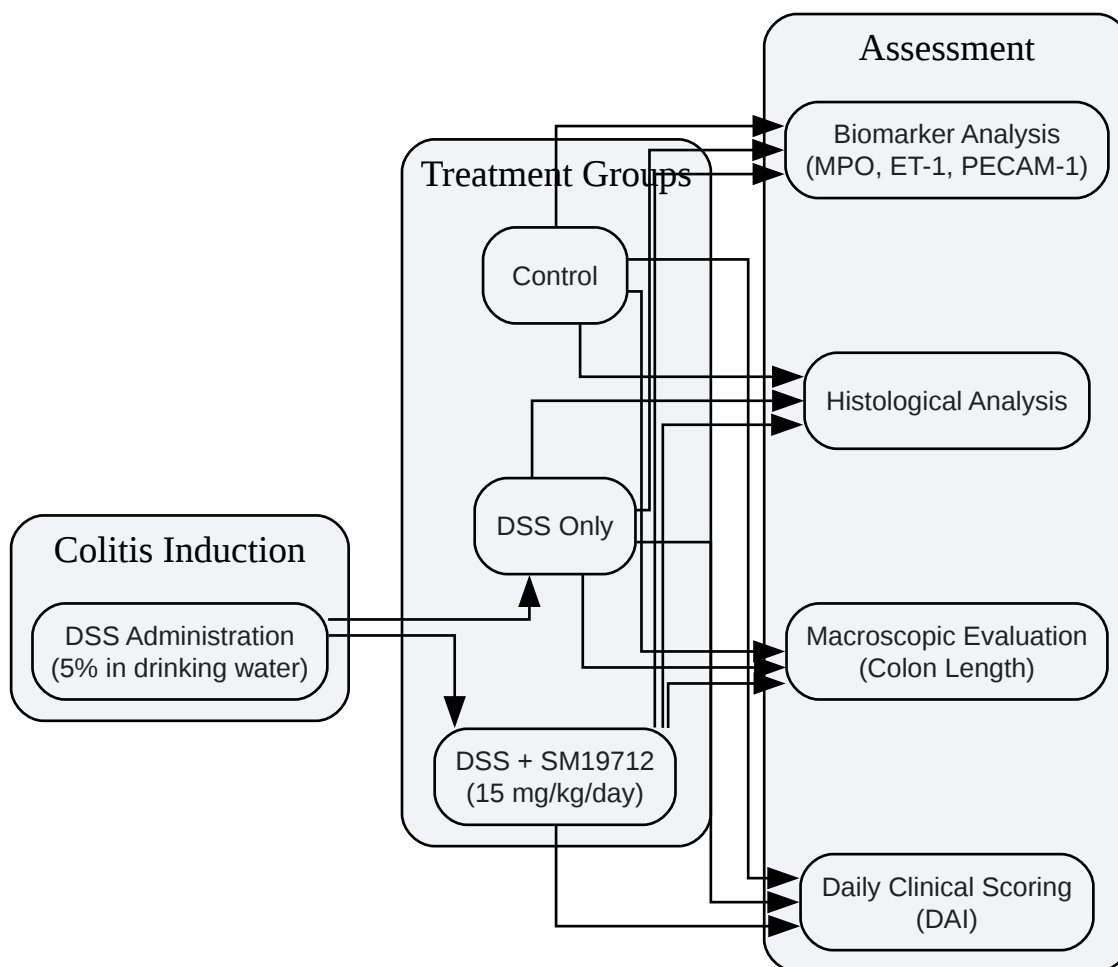 Colitis Induction
DSS Administration
(5% in drinking water)
Treatment Groups
Control
DSS Only
DSS + SM19712
(15 mg/kg/day)
Assessment
Biomarker Analysis
(MPO, ET-1, PECAM-1)
Histological Analysis
Macroscopic Evaluation
(Colon Length)
Daily Clinical Scoring
(DAI)